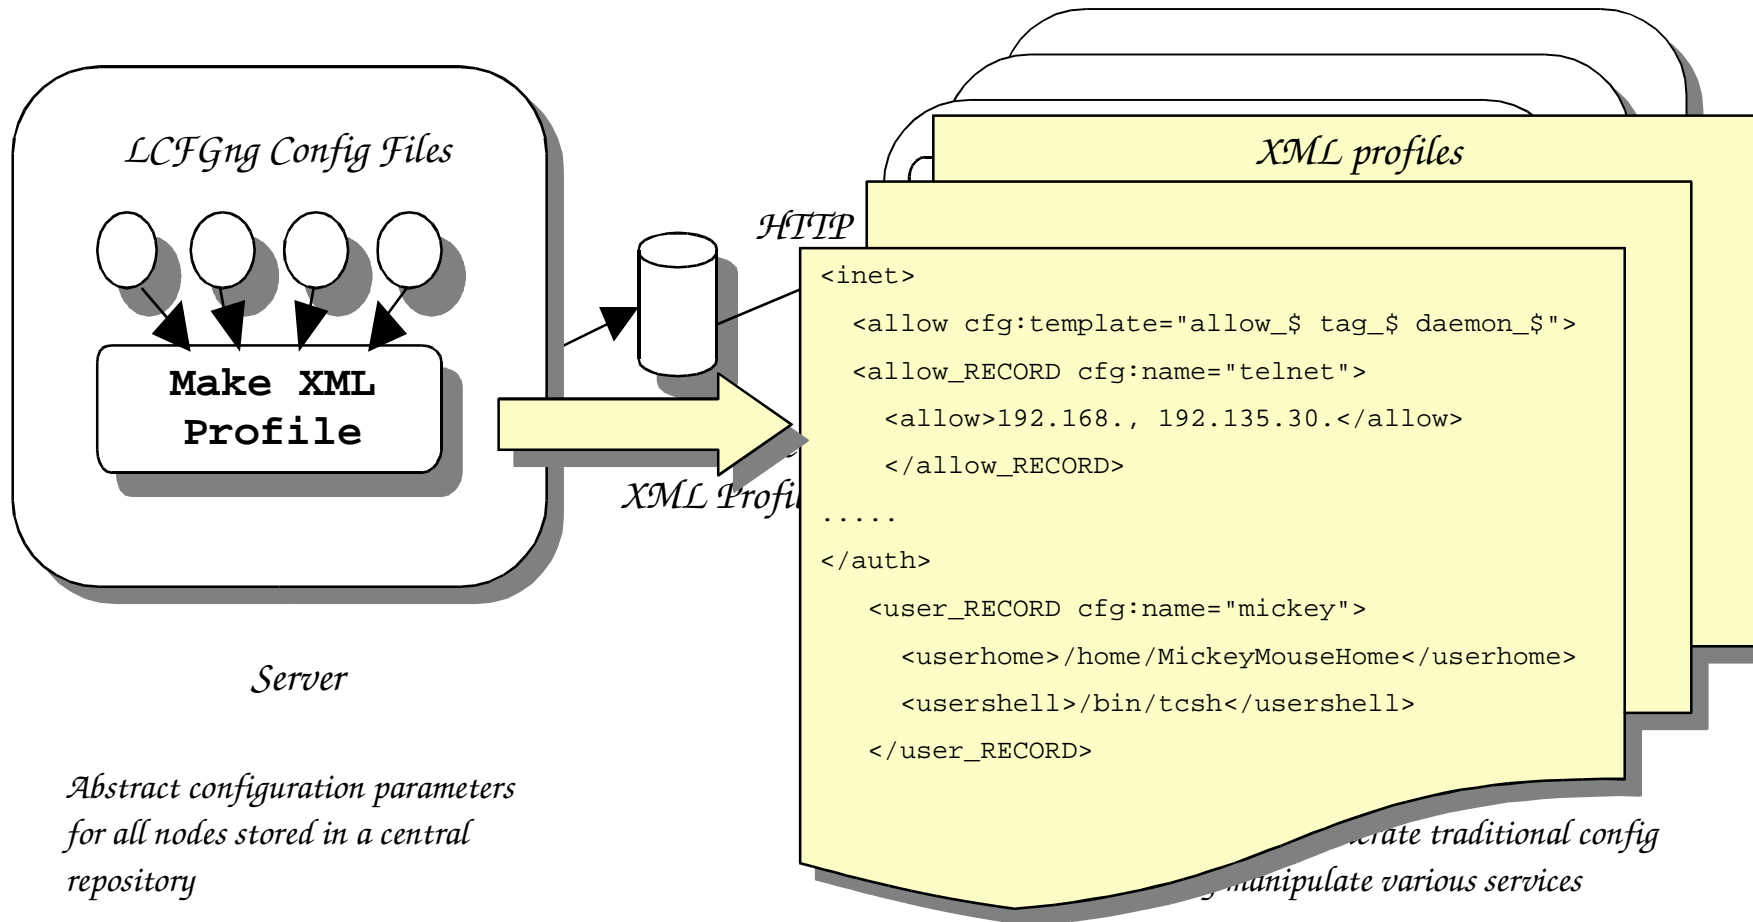 LCFGng Config Files
Make XML
Profile
Server
Abstract configuration parameters
for all nodes stored in a central
repository
HTTP
XML
XML profiles
<inet>
<allow cfg:template="allow_$ tag_$ daemon_$">
<allow_RECORD cfg:name="telnet">
<allow>192.168., 192.135.30.</allow>
</allow_RECORD>
.....
</auth>
<user_RECORD cfg:name="mickey">
<userhome>/home/MickeyMouseHome</userhome>
<usershell>/bin/tcsh</usershell>
</user_RECORD>
traditional config
manipulate various services